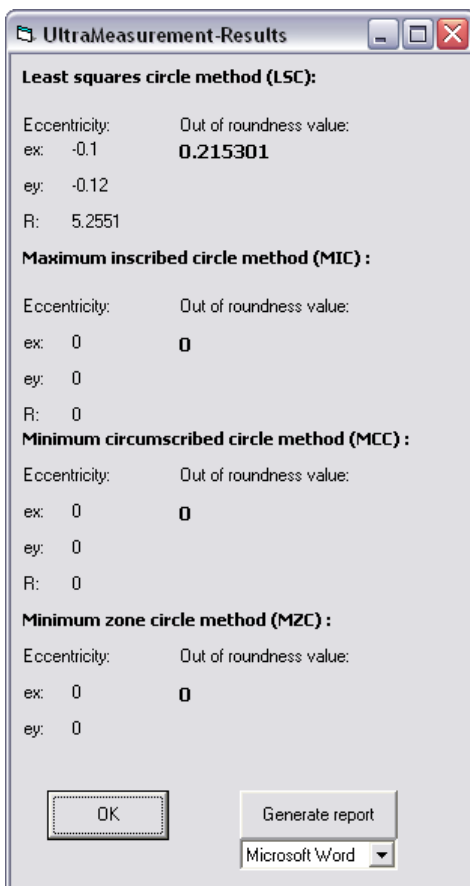 UltraMeasurement-Results
Least squares circle method (LSC):
Eccentricity: Out of roundness value:
ex: -0.1 0.215301
ey: -0.12
R: 5.2551
Maximum inscribed circle method (MIC) :
Eccentricity: Out of roundness value:
ex: 0 0
ey: 0
R: 0
Minimum circumscribed circle method (MCC) :
Eccentricity: Out of roundness value:
ex: 0 0
ey: 0
R: 0
Minimum zone circle method (MZC) :
Eccentricity: Out of roundness value:
ex: 0 0
ey: 0
OK Generate report
Microsoft Word